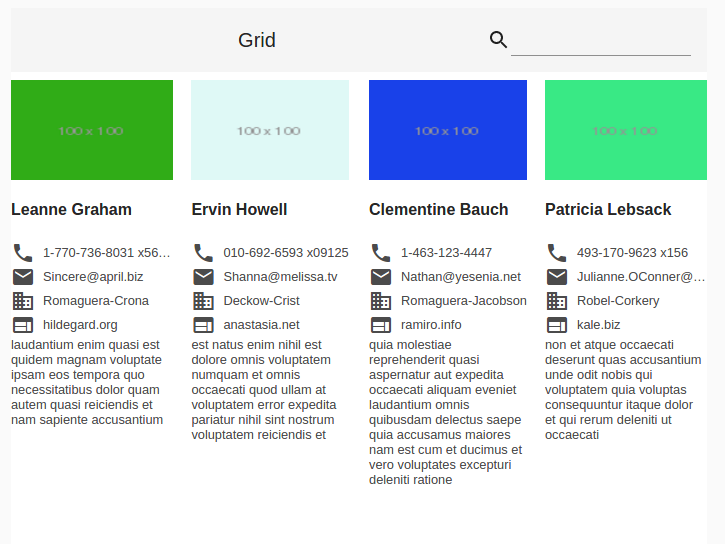 Grid
100 x 100
100 x 100
100 x 100
100 x 100
Leanne Graham
1-770-736-8031 x56...
Sincere@april.biz
Romaguera-Crona
hildegard.org
laudantium enim quasi est
quidem magnam voluptate
ipsam eos tempora quo
necessitatibus dolor quam
autem quasi reiciendis et
nam sapiente accusantium
Ervin Howell
010-692-6593 x09125
Shanna@melissa.tv
Deckow-Crist
anastasia.net
est natus enim nihil est
dolore omnis voluptatem
numquam et omnis
occaecati quod ullam at
voluptatem error expedita
pariatur nihil sint nostrum
voluptatem reiciendis et
Clementine Bauch
1-463-123-4447
Nathan@yesenia.net
Romaguera-Jacobson
ramiro.info
quia molestiae
reprehenderit quasi
aspernatur aut expedita
occaecati aliquam eveniet
laudantium omnis
quibusdam delectus saepe
quia accusamus maiores
nam est cum et ducimus et
vero voluptates excepturi
deleniti ratione
Patricia Lebsack
493-170-9623 x156
Julianne.OConner@...
Robel-Corkery
kale.biz
non et atque occaecati
deserunt quas accusantium
unde odit nobis qui
voluptatem quia voluptas
consequuntur itaque dolor
et qui rerum deleniti ut
occaecati